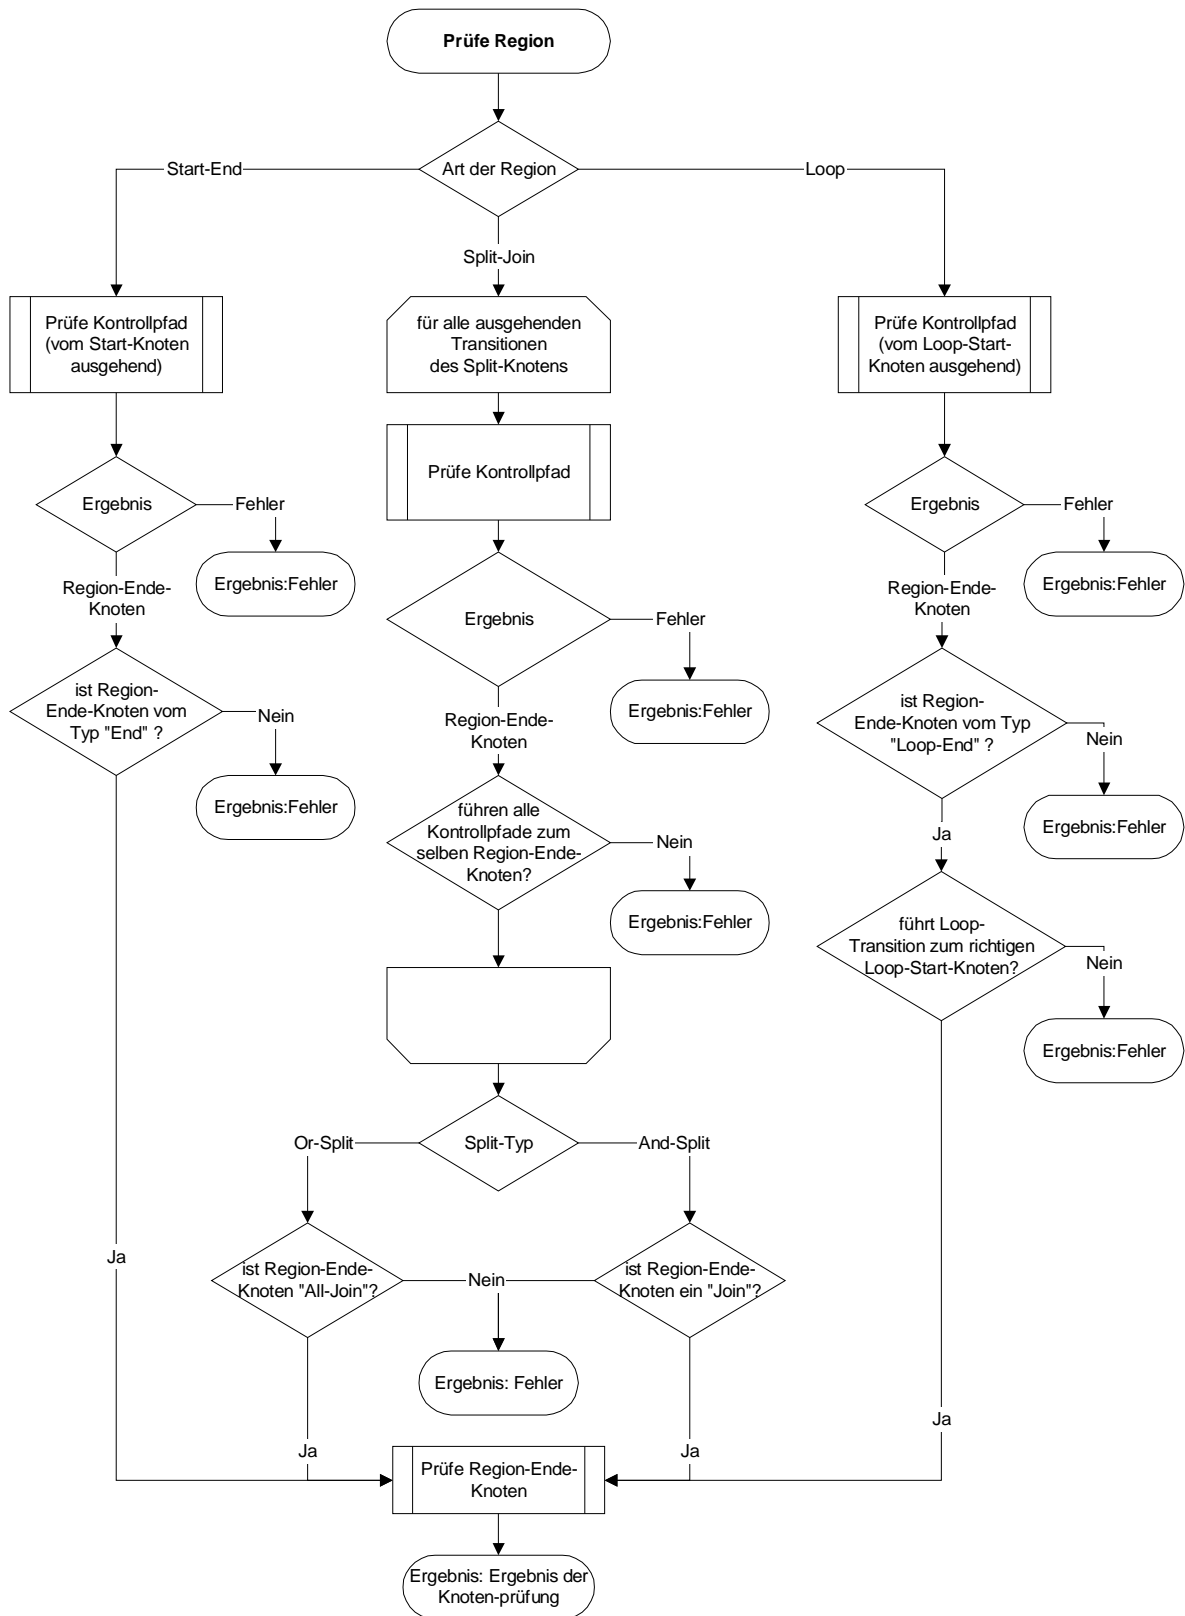 Prüfe Region
Art der Region
Start-End
Loop
Split-Join
Prüfe Kontrollpfad
(vom Start-Knoten
ausgehend)
für alle ausgehenden
Transitionen
des Split-Knotens
Prüfe Kontrollpfad
(vom Loop-Start-
Knoten ausgehend)
Prüfe Kontrollpfad
Ergebnis
Fehler
Ergebnis:Fehler
Region-Ende-
Knoten
Ergebnis
Fehler
Ergebnis:Fehler
Region-Ende-
Knoten
Ergebnis
Fehler
Ergebnis:Fehler
Region-Ende-
Knoten
ist Region-
Ende-Knoten vom
Typ "End" ?
Nein
Ergebnis:Fehler
führen alle
Kontrollpfade zum
selben Region-Ende-
Knoten?
Nein
Ergebnis:Fehler
ist Region-
Ende-Knoten vom Typ
"Loop-End" ?
Nein
Ergebnis:Fehler
Ja
führt Loop-
Transition zum richtigen
Loop-Start-Knoten?
Nein
Ergebnis:Fehler
Split-Typ
Or-Split
And-Split
Ja
ist Region-Ende-
Knoten "All-Join"?
Nein
ist Region-Ende-
Knoten ein "Join"?
Ergebnis: Fehler
Ja
Ja
Ja
Prüfe Region-Ende-
Knoten
Ergebnis: Ergebnis der
Knoten-prüfung